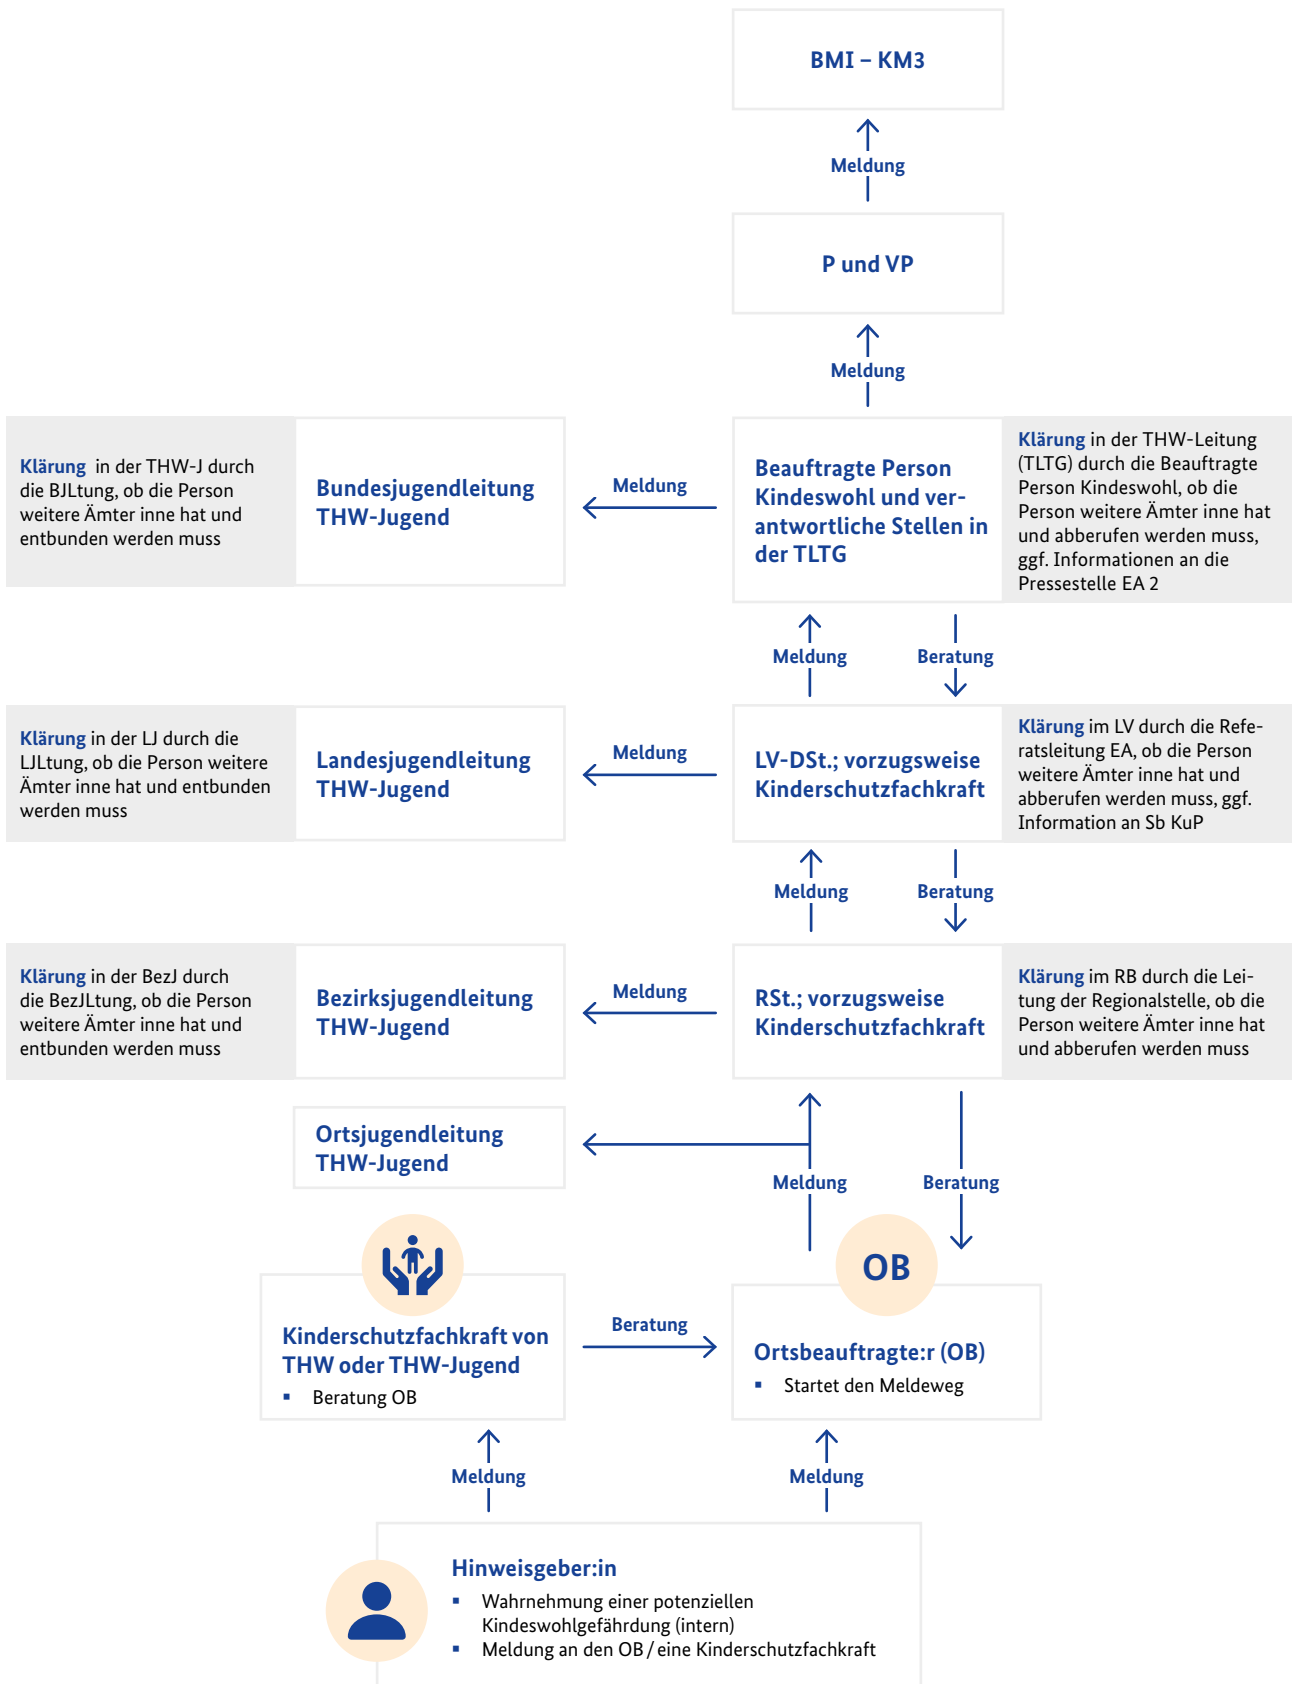 BMI – KM3
Meldung
P und VP
Meldung
Klärung in der THW-J durch
die BJLtung, ob die Person
weitere Ämter inne hat und
entbunden werden muss
Bundesjugendleitung
THW-Jugend
Meldung
Beauftragte Person
Kindeswohl und ver-
antwortliche Stellen in
der TLTG
Klärung in der THW-Leitung
(TLTG) durch die Beauftragte
Person Kindeswohl, ob die
Person weitere Ämter inne hat
und abberufen werden muss,
ggf. Informationen an die
Pressestelle EA 2
Meldung
Beratung
Klärung in der LJ durch die
LJLtung, ob die Person weitere
Ämter inne hat und entbunden
werden muss
Landesjugendleitung
THW-Jugend
Meldung
LV-DSt.; vorzugsweise
Kinderschutzfachkraft
Klärung im LV durch die Refe-
ratsleitung EA, ob die Person
weitere Ämter inne hat und
abberufen werden muss, ggf.
Information an Sb KuP
Meldung
Beratung
Klärung in der BezJ durch
die BezJLtung, ob die Person
weitere Ämter inne hat und
entbunden werden muss
Bezirksjugendleitung
THW-Jugend
Meldung
RSt.; vorzugsweise
Kinderschutzfachkraft
Klärung im RB durch die Lei-
tung der Regionalstelle, ob die
Person weitere Ämter inne hat
und abberufen werden muss
Ortsjugendleitung
THW-Jugend
Meldung
Beratung
OB
Kinderschutzfachkraft von
THW oder THW-Jugend
▪ Beratung OB
Beratung
Ortsbeauftragte:r (OB)
▪ Startet den Meldeweg
Meldung
Meldung
Hinweisgeber:in
▪ Wahrnehmung einer potenziellen
Kindeswohlgefährdung (intern)
▪ Meldung an den OB / eine Kinderschutzfachkraft